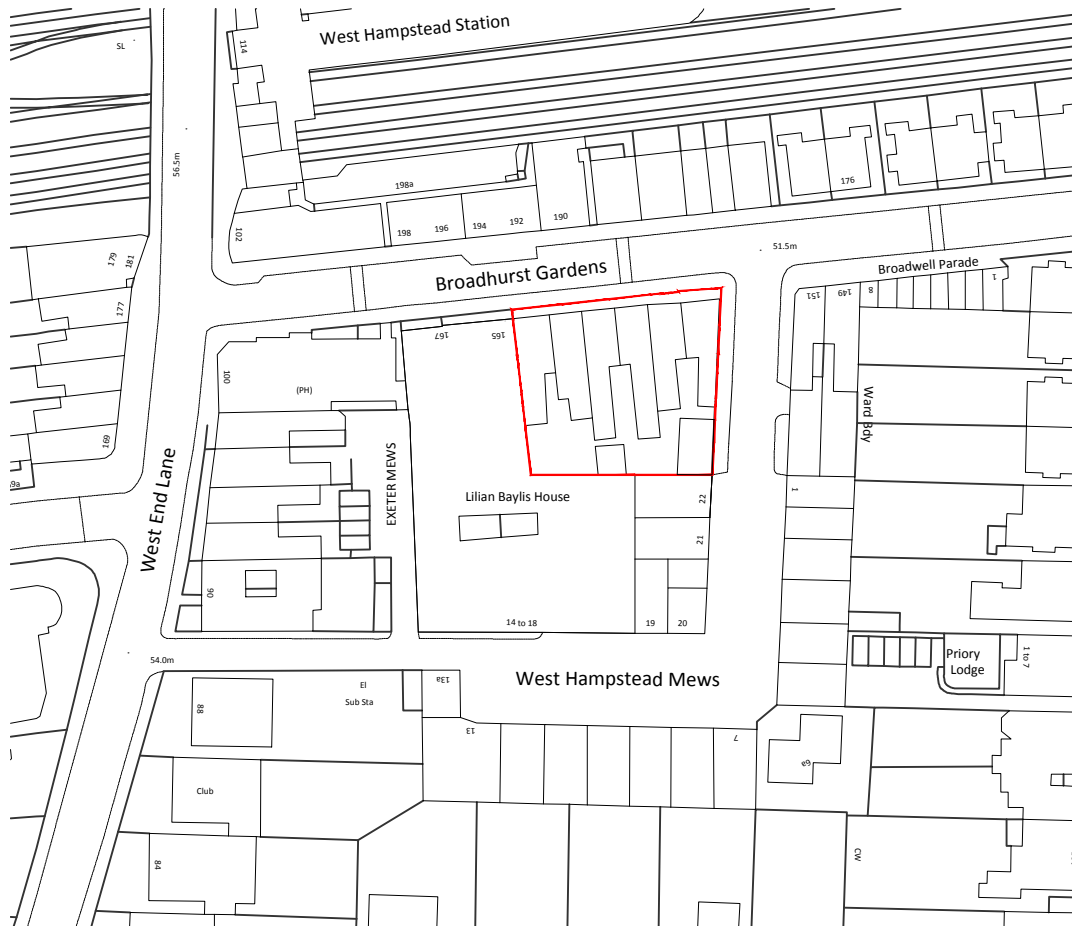 West Hampstead Station
114
SL
56.5m
198a
176
102
198
196
194
192
190
51.5m
179
181
177
169
Broadhurst Gardens
Broadwell Parade
1
8
149
151
167
165
100
(PH)
EXETER MEWS
Ward Bdy
West End Lane
9a
Lilian Baylis House
22
21
1
90
14 to 18
19
20
54.0m
West Hampstead Mews
Priory
Lodge
1 to 7
13a
El
Sub Sta
88
13
7
6a
Club
84
CW